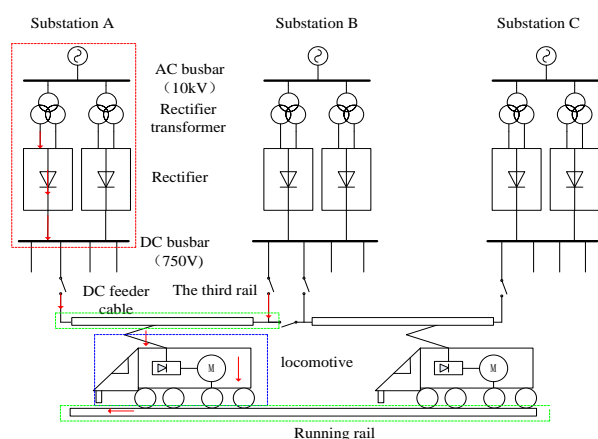 Substation A
Substation B
Substation C
AC busbar
（10kV）
Rectifier
transformer
Rectifier
DC busbar
（750V）
DC feeder
cable
The third rail
locomotive
M
M
Running rail